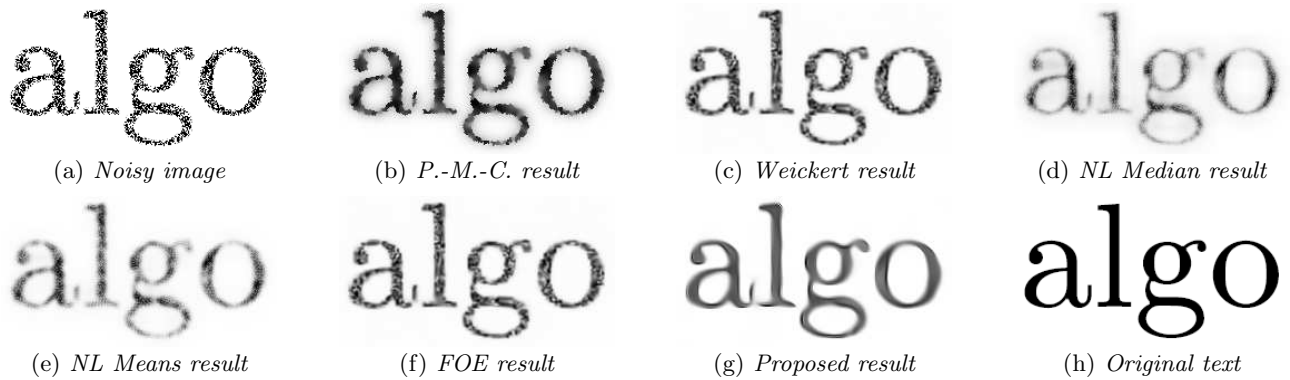 algo algo algo algo
(a) Noisy image (b) P.-M.-C. result (c) Weickert result (d) NL Median result
algo algo algo algo
(e) NL Means result (f) FOE result (g) Proposed result (h) Original text